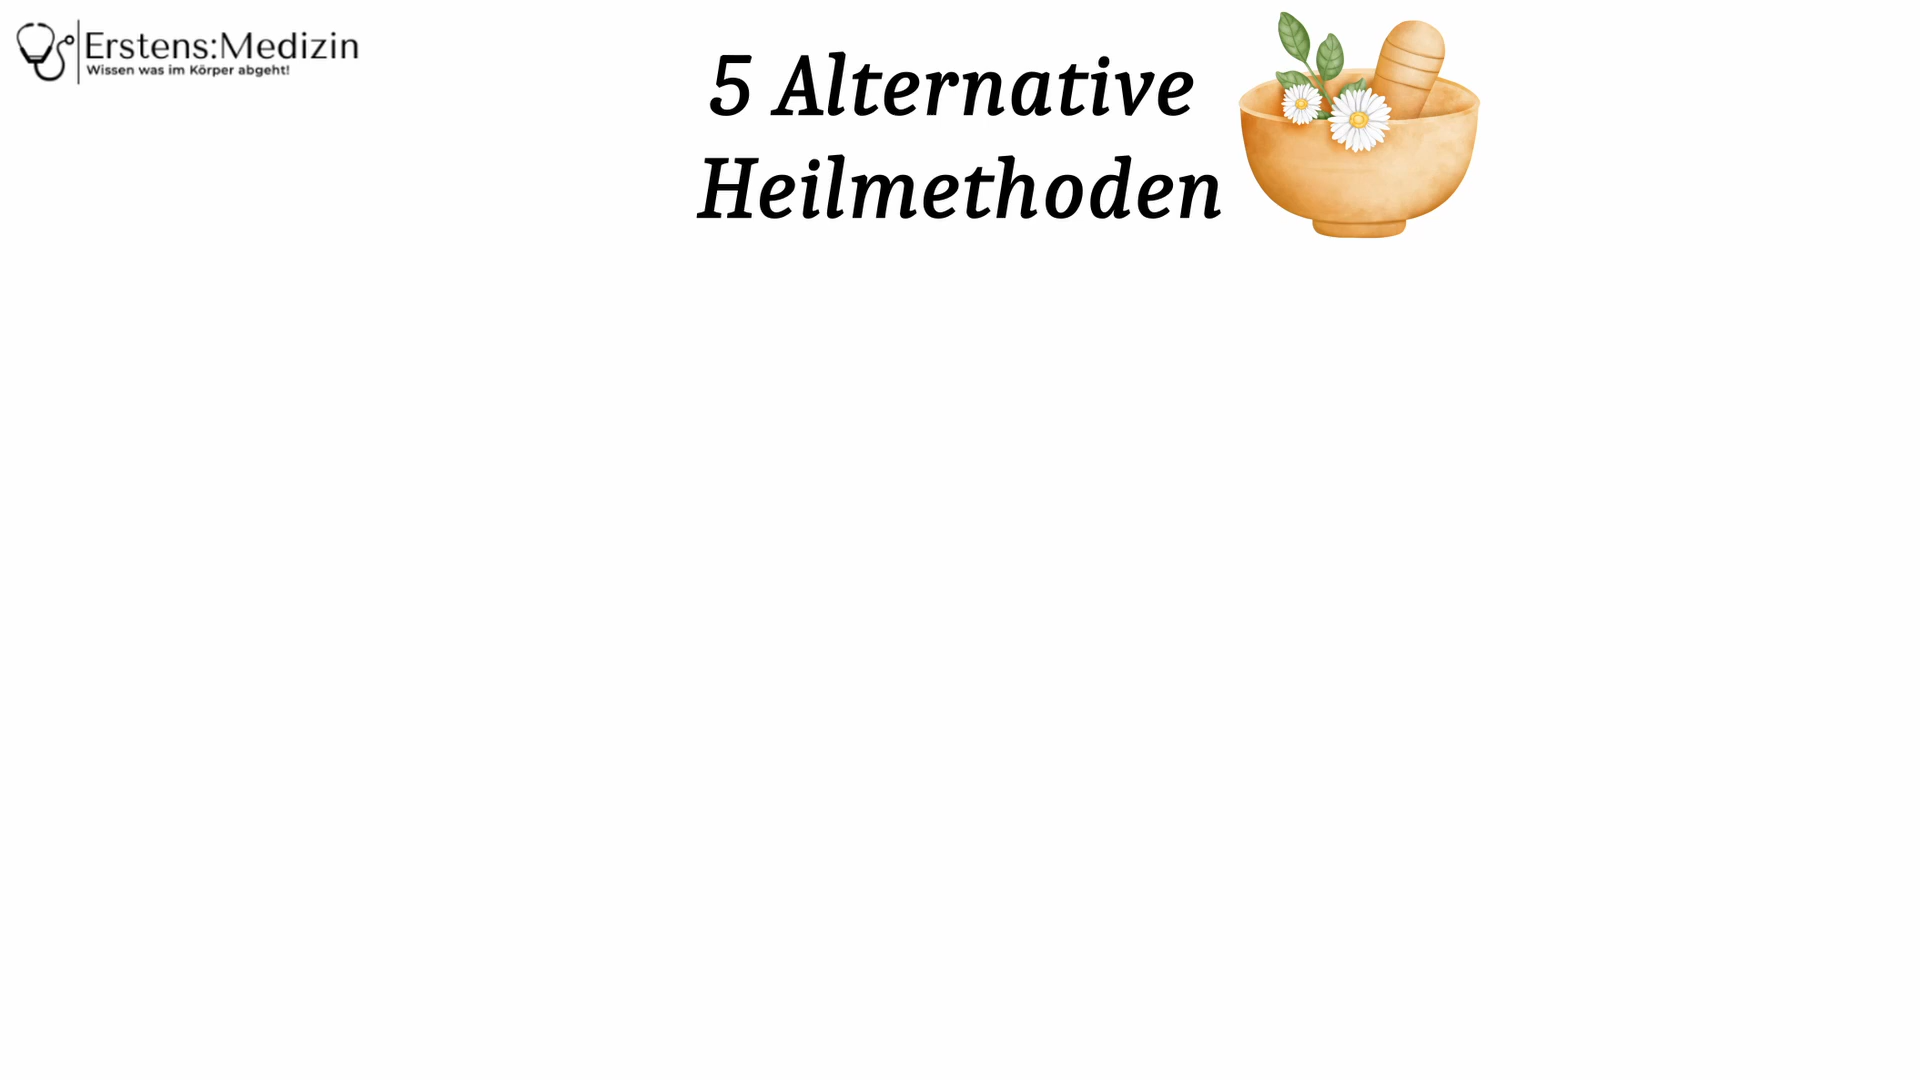 Erstens:Medizin
Wissen was im Körper abgeht!
5 Alternative
Heilmethoden